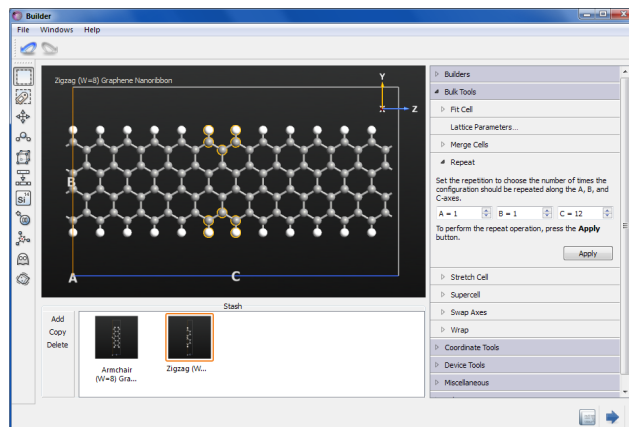 Builder
File Windows Help
Zigzag (W=8) Graphene Nanoribbon
Y
X
Z
B
A
C
Si
Stash
Add
Copy
Delete
Armchair
(W=8) Gra...
Zigzag (W...
Builders
Bulk Tools
Fit Cell
Lattice Parameters...
Merge Cells
Repeat
Set the repetition to choose the number of times the
configuration should be repeated along the A, B, and
C-axes.
A = 1 B = 1 C = 12
To perform the repeat operation, press the Apply
button.
Apply
Stretch Cell
Supercell
Swap Axes
Wrap
Coordinate Tools
Device Tools
Miscellaneous